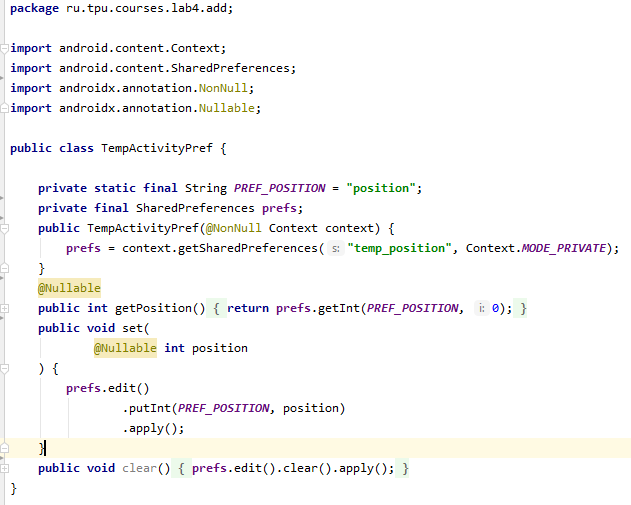 package ru.tpu.courses.lab4.add;
import android.content.Context;
import android.content.SharedPreferences;
import androidx.annotation.NonNull;
import androidx.annotation.Nullable;
public class TempActivityPref {
private static final String PREF_POSITION = "position";
private final SharedPreferences prefs;
public TempActivityPref(@NonNull Context context) {
prefs = context.getSharedPreferences( s: "temp_position", Context.MODE_PRIVATE);
}
@Nullable
public int getPosition() { return prefs.getInt(PREF_POSITION, i: 0); }
public void set(
@Nullable int position
) {
prefs.edit()
.putInt(PREF_POSITION, position)
.apply();
}
public void clear() { prefs.edit().clear().apply(); }
}